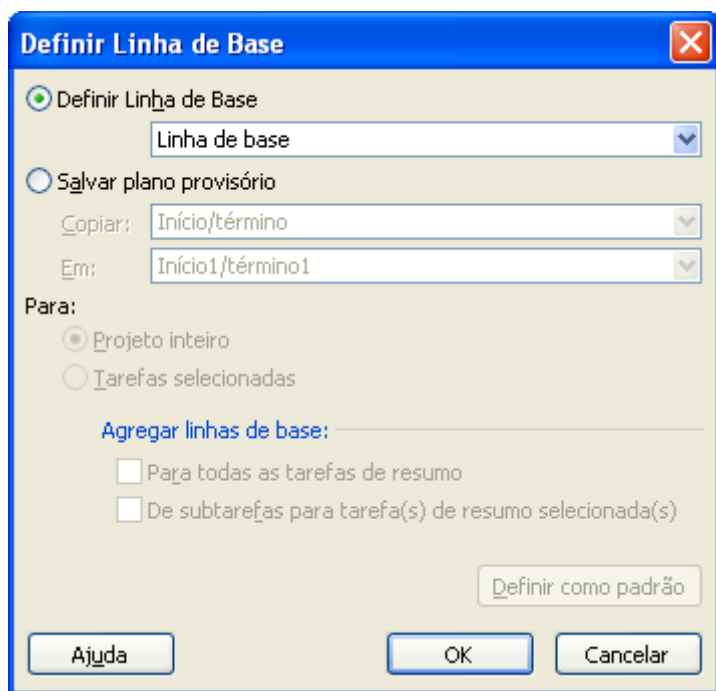 Definir Linha de Base
Definir Linha de Base
Linha de base
Salvar plano provisório
Copiar: Início/término
Em: Início1/término1
Para:
Projeto inteiro
Tarefas selecionadas
Agregar linhas de base:
Para todas as tarefas de resumo
De subtarefas para tarefa(s) de resumo selecionada(s)
Definir como padrão
Ajuda OK Cancelar